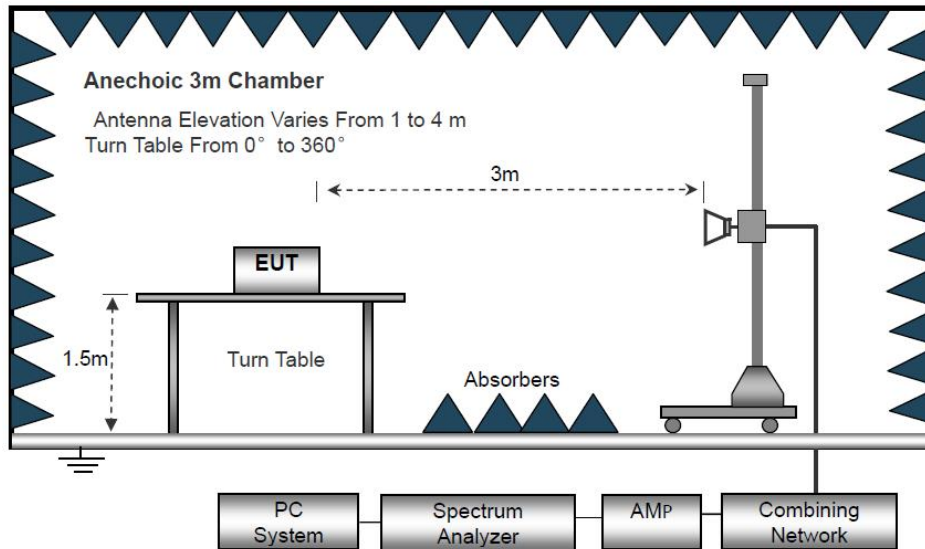 Anechoic 3m Chamber
Antenna Elevation Varies From 1 to 4 m
Turn Table From 0° to 360°
3m
EUT
1.5m
Turn Table
Absorbers
PC
System
Spectrum
Analyzer
AMP
Combining
Network